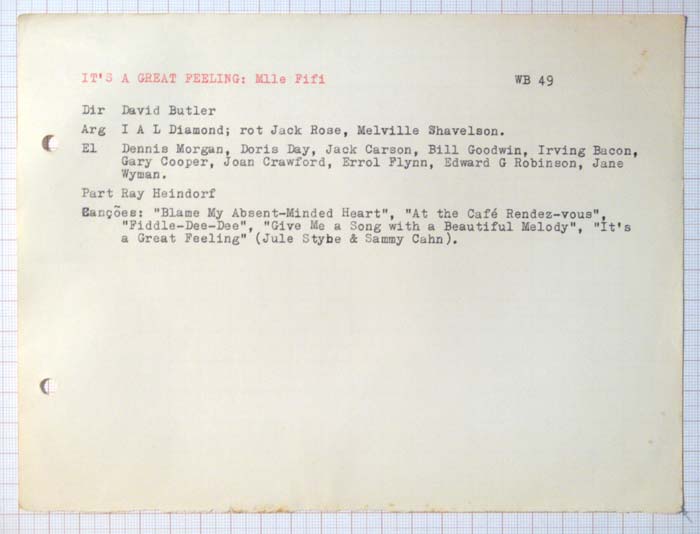 IT'S A GREAT FEELING: Mlle Fifi WB 49
Dir David Butler
Arg I A L Diamond; rot Jack Rose, Melville Shavelson.
El Dennis Morgan, Doris Day, Jack Carson, Bill Goodwin, Irving Bacon,
Gary Cooper, Joan Crawford, Errol Flynn, Edward G Robinson, Jane
Wyman.
Part Ray Heindorf
Canções: "Blame My Absent-Minded Heart", "At the Café Rendez-vous",
"Fiddle-Dee-Dee", "Give Me a Song with a Beautiful Melody", "It's
a Great Feeling" (Jule Stybe & Sammy Cahn).